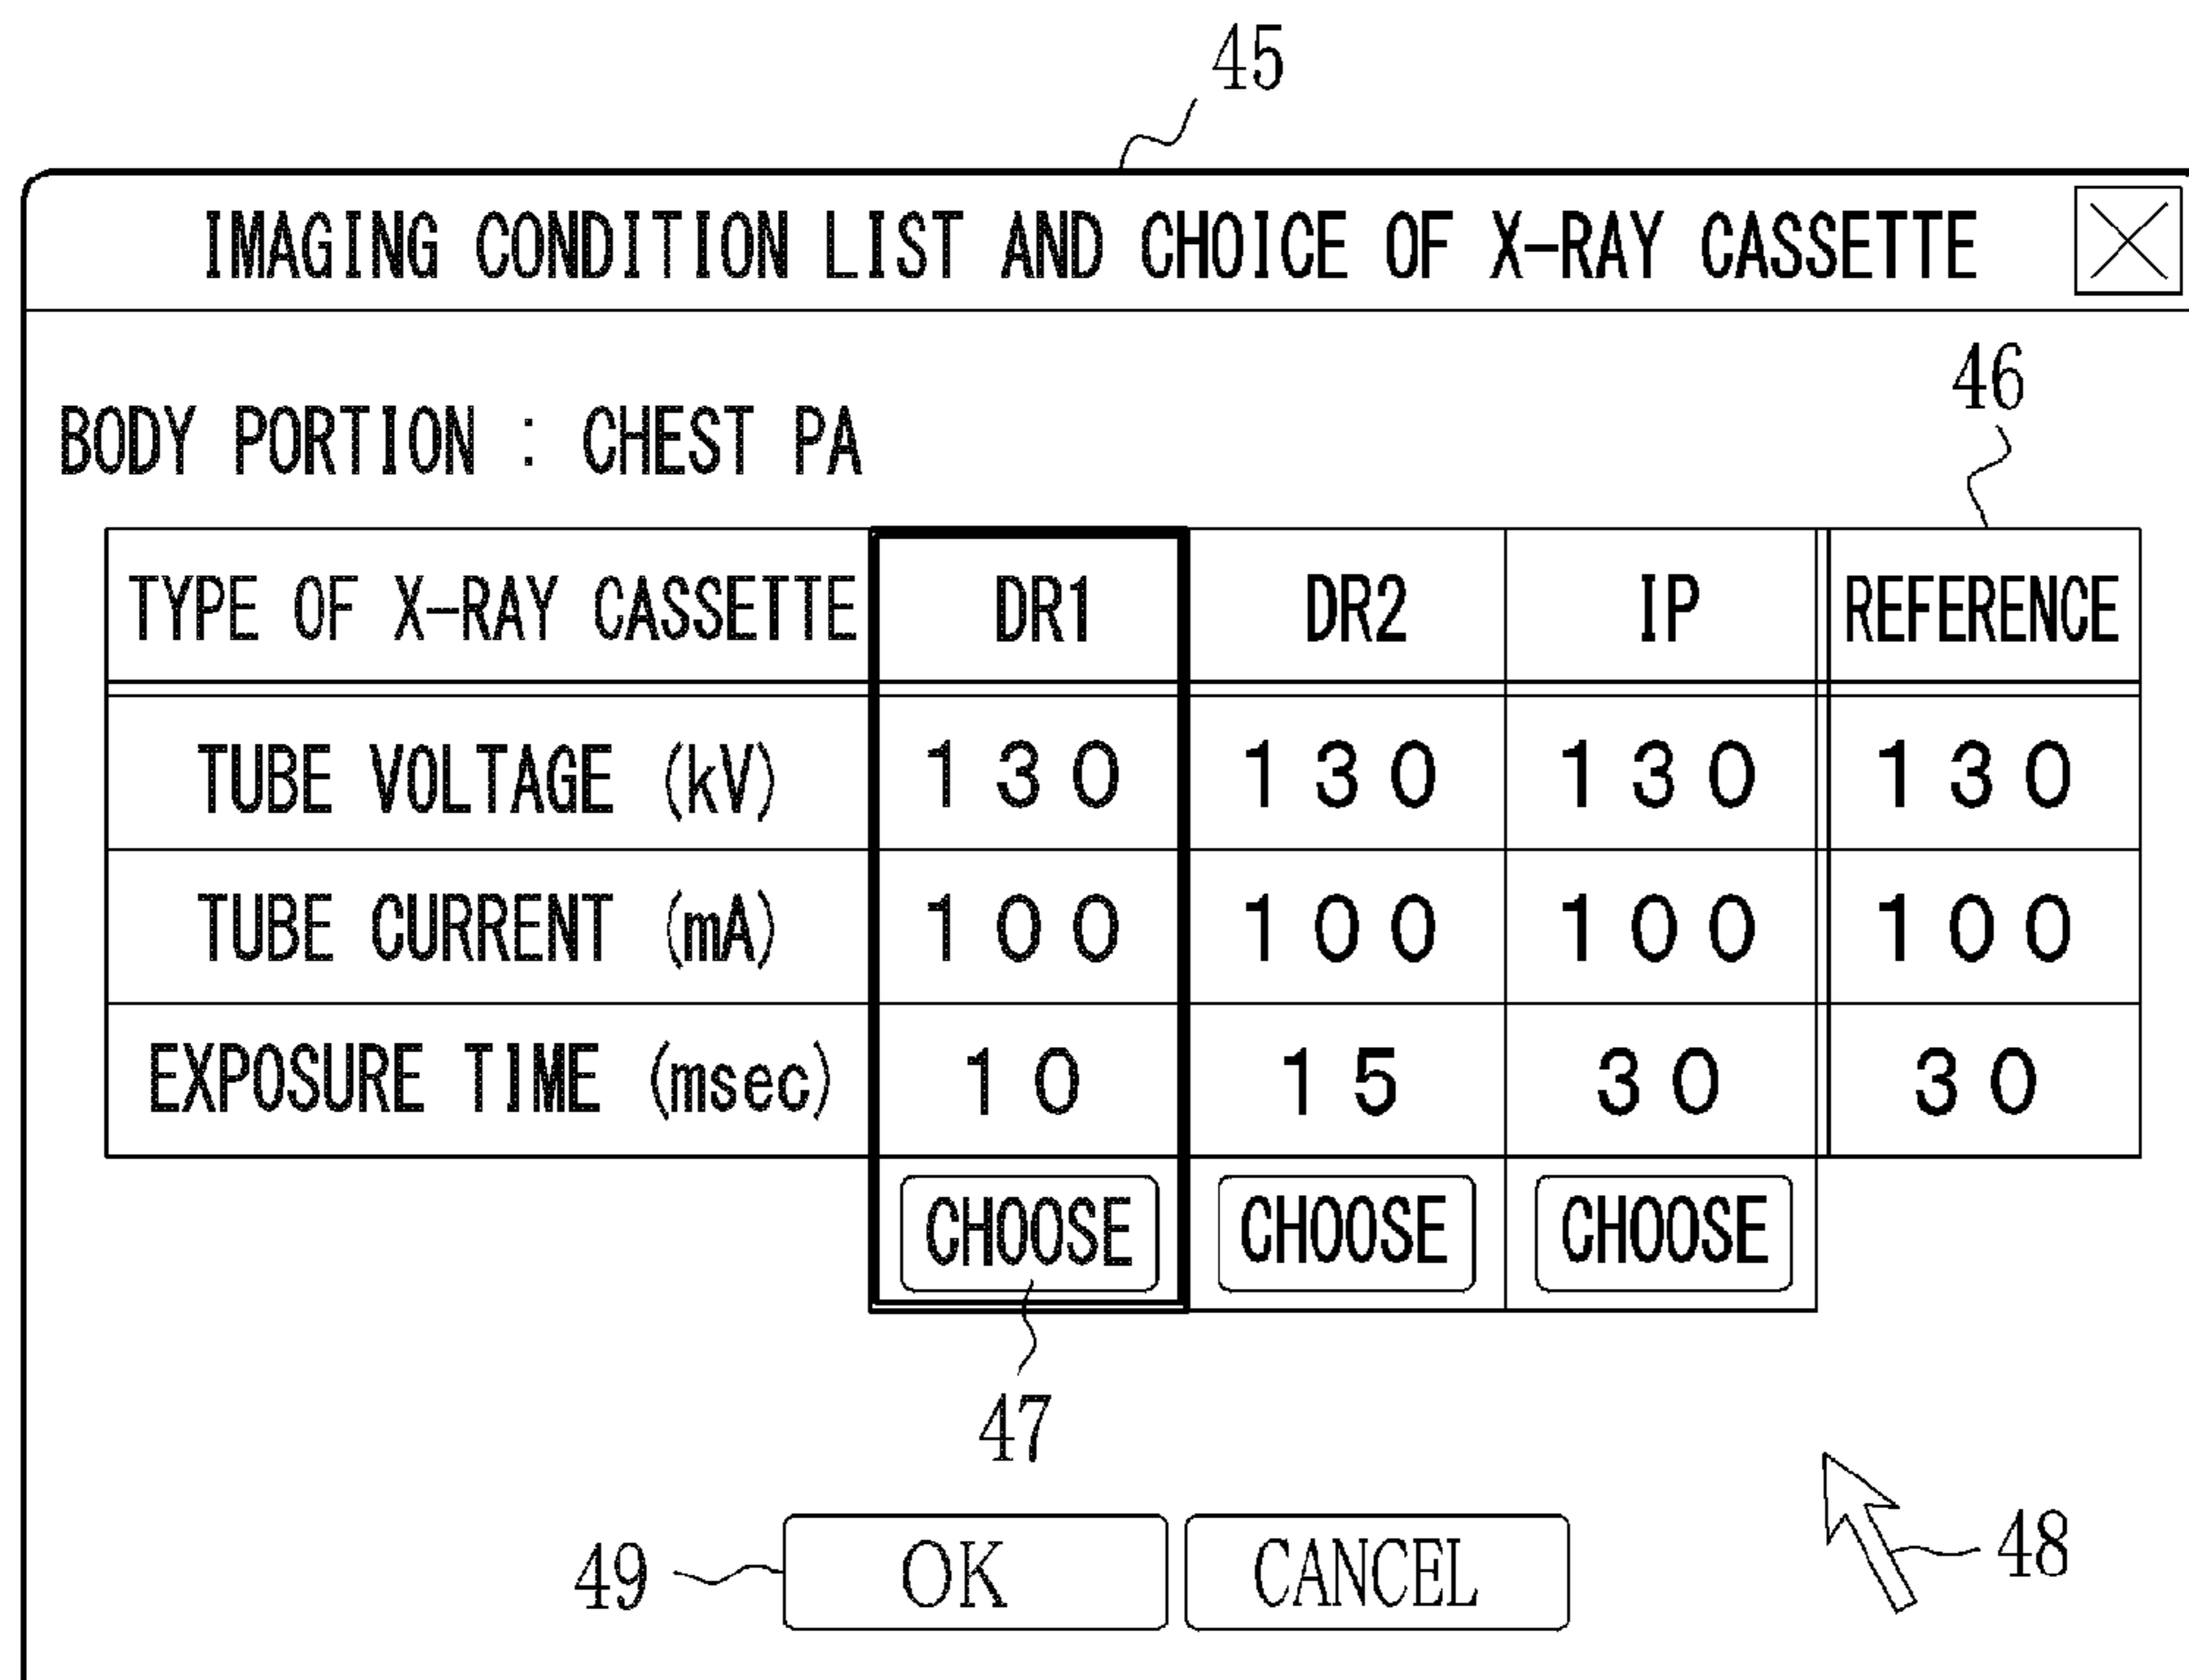 45
IMAGING CONDITION LIST AND CHOICE OF X-RAY CASSETTE
46
BODY PORTION : CHEST PA
TYPE OF X-RAY CASSETTE DR1 DR2 IP REFERENCE
TUBE VOLTAGE (kV) 130 130 130 130
TUBE CURRENT (mA) 100 100 100 100
EXPOSURE TIME (msec) 10 15 30 30
CHOOSE CHOOSE CHOOSE
47
49 OK CANCEL 48